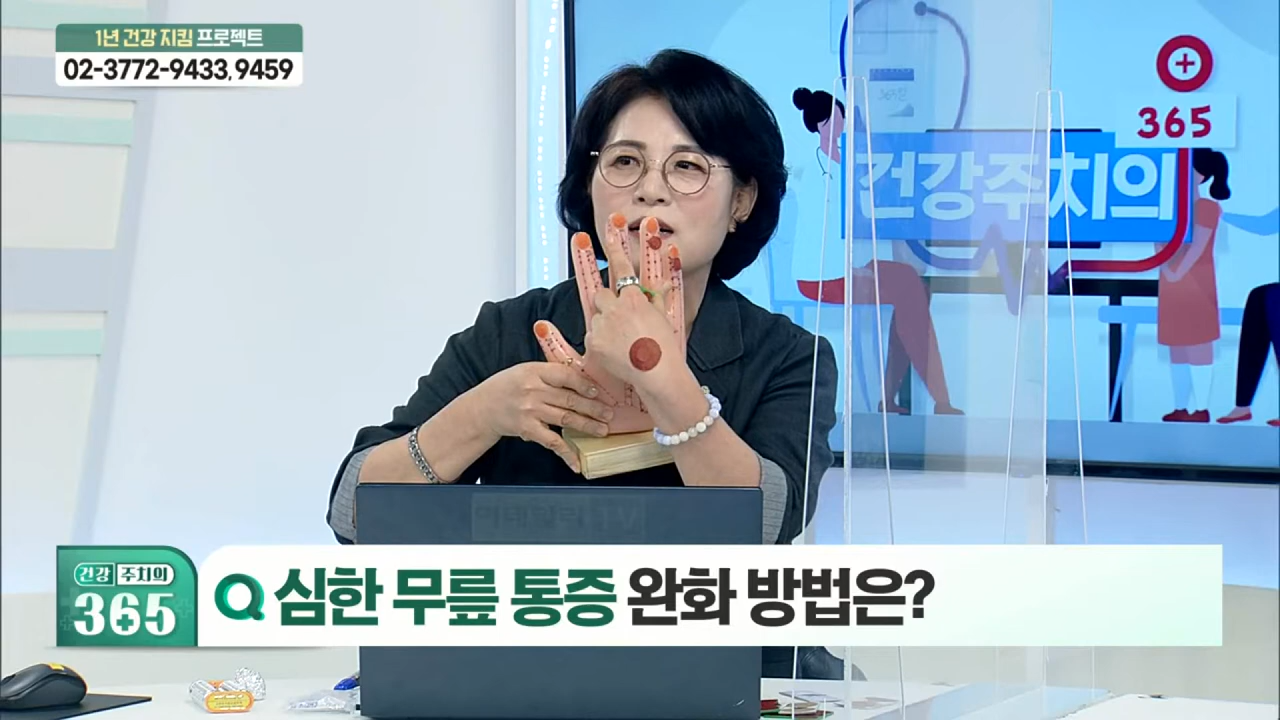 1년 건강 지킴 프로젝트
02-3772-9433, 9459
365
건강주치의
건강 주치의
365
Q 심한 무릎 통증 완화 방법은?